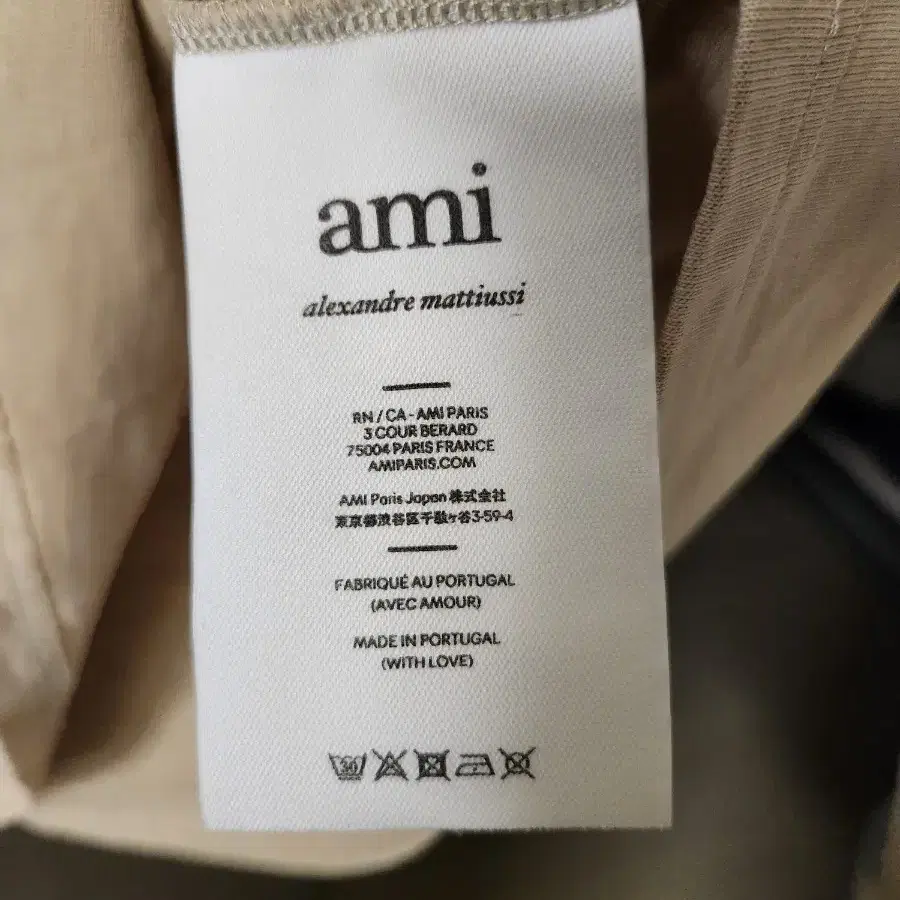 ami
alexandre mattiussi
RN / CA - AMI PARIS
3 COUR BERARD
75004 PARIS FRANCE
AMIPARIS.COM
AMI Paris Japan 株式会社
東京都渋谷区千駄ヶ谷3-59-4
FABRIQUÉ AU PORTUGAL
(AVEC AMOUR)
MADE IN PORTUGAL
(WITH LOVE)
30